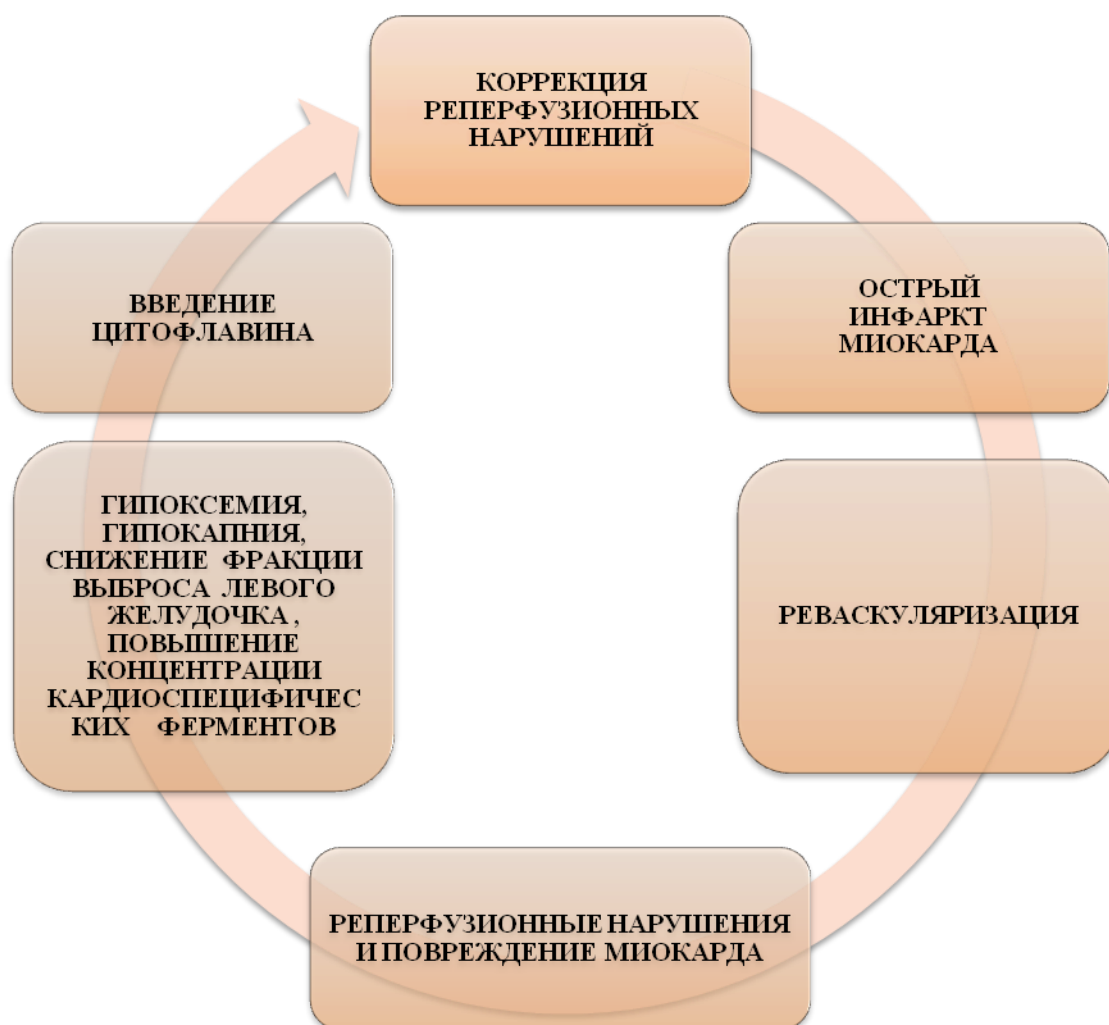 КОРРЕКЦИЯ
РЕПЕРФУЗИОННЫХ
НАРУШЕНИЙ
ОСТРЫЙ
ИНФАРКТ
МИОКАРДА
РЕВАСКУЛЯРИЗАЦИЯ
РЕПЕРФУЗИОННЫЕ НАРУШЕНИЯ
И ПОВРЕЖДЕНИЕ МИОКАРДА
ГИПОКСЕМИЯ,
ГИПОКАПНИЯ,
СНИЖЕНИЕ ФРАКЦИИ
ВЫБРОСА ЛЕВОГО
ЖЕЛУДОЧКА ,
ПОВЫШЕНИЕ
КОНЦЕНТРАЦИИ
КАРДИОСПЕЦИФИЧЕС
КИХ ФЕРМЕНТОВ
ВВЕДЕНИЕ
ЦИТОФЛАВИНА